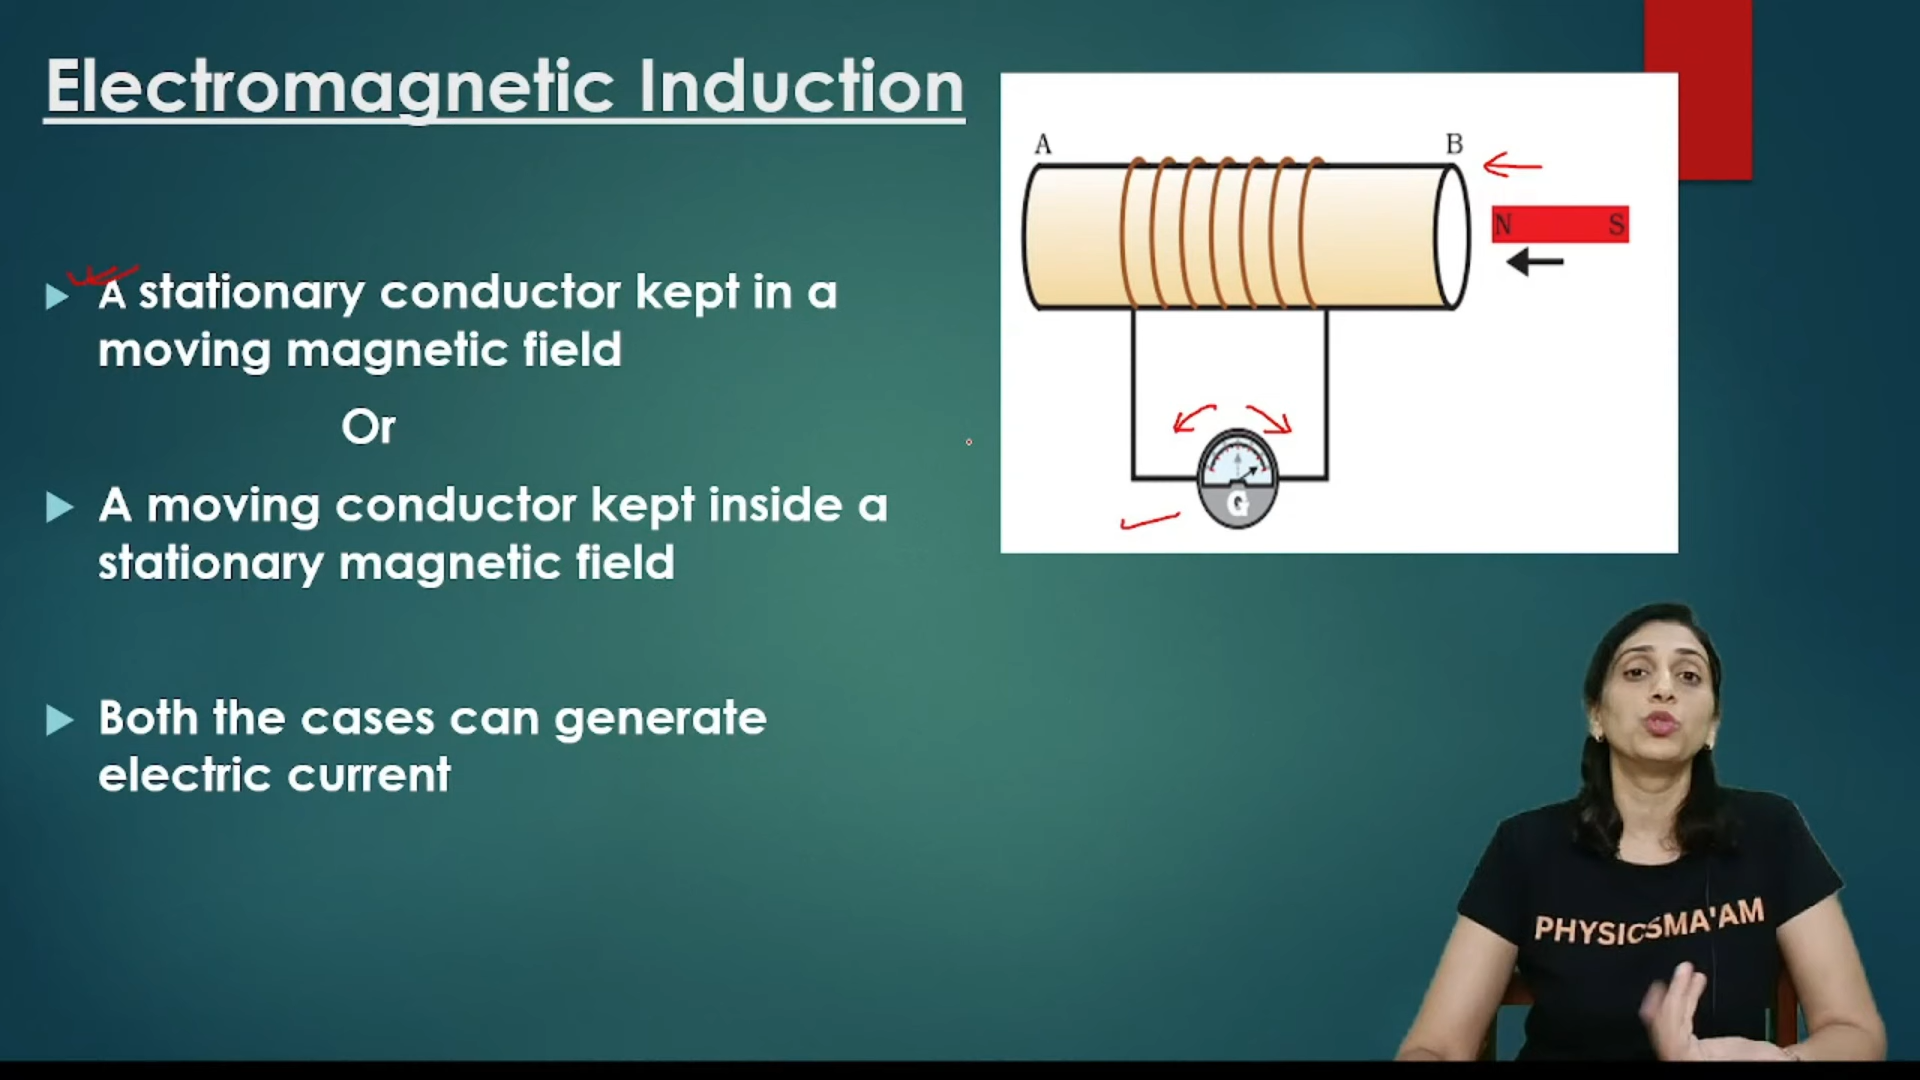 Electromagnetic Induction
A stationary conductor kept in a
moving magnetic field
Or
A moving conductor kept inside a
stationary magnetic field
Both the cases can generate
electric current
A B
N S
G
PHYSICSMA'AM